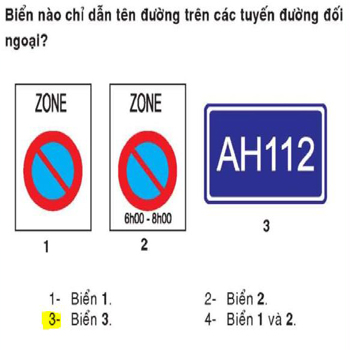 Biển nào chỉ dẫn tên đường trên các tuyến đường đối
ngoại?
ZONE
ZONE
6h00 - 8h00
AH112
1
2
3
1- Biển 1.
2- Biển 2.
3- Biển 3.
4- Biển 1 và 2.